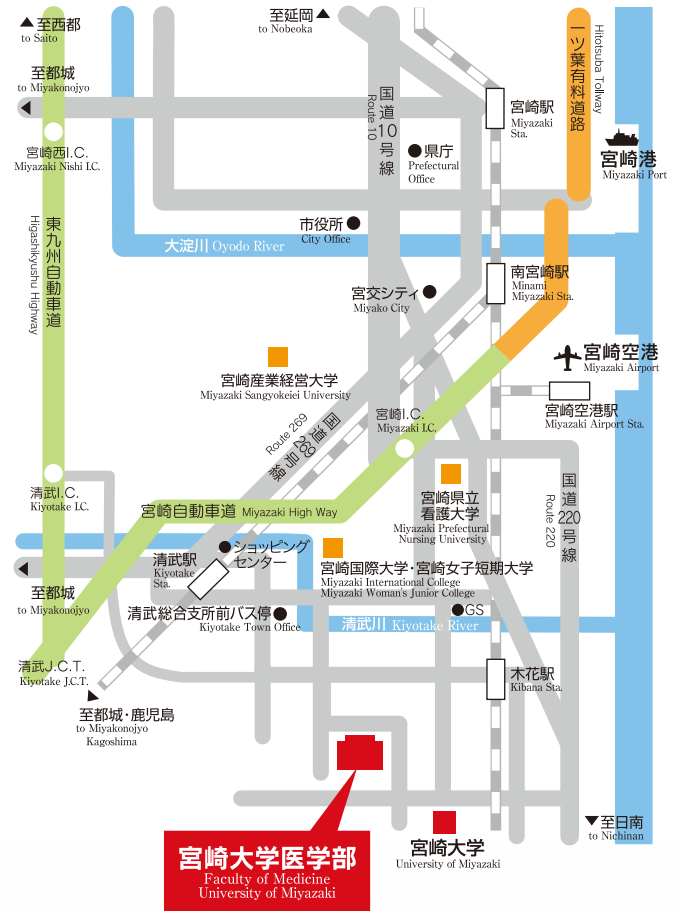 ▲至西都
to Saito
至延岡▲
to Nobeoka
至都城
to Miyakonojyo
一ツ葉有料道路
Hitotsuba Tollway
国道10号線
Route 10
宮崎駅
Miyazaki
Sta.
宮崎西I.C.
Miyazaki Nishi I.C.
県庁
Prefectural
Office
宮崎港
Miyazaki Port
東九州自動車道
Higashikyushu Highway
市役所
City Office
大淀川 Oyodo River
南宮崎駅
Minami
Miyazaki Sta.
宮交シティ
Miyako City
宮崎空港
Miyazaki Airport
宮崎産業経営大学
Miyazaki Sangyokeiei University
宮崎空港駅
Miyazaki Airport Sta.
宮崎I.C.
Miyazaki I.C.
Route 269
国道269号線
清武I.C.
Kiyotake I.C.
宮崎県立
看護大学
Miyazaki Prefectural
Nursing University
国道220号線
Route 220
宮崎自動車道 Miyazaki High Way
ショッピング
センター
清武駅
Kiyotake
Sta.
宮崎国際大学・宮崎女子短期大学
Miyazaki International College
Miyazaki Woman's Junior College
至都城
to Miyakonojyo
清武総合支所前バス停
Kiyotake Town Office
GS
清武川 Kiyotake River
清武J.C.T.
Kiyotake J.C.T.
木花駅
Kibana Sta.
至都城・鹿児島
to Miyakonojyo
Kagoshima
▼至日南
to Nichinan
宮崎大学
University of Miyazaki
宮崎大学医学部
Faculty of Medicine
University of Miyazaki